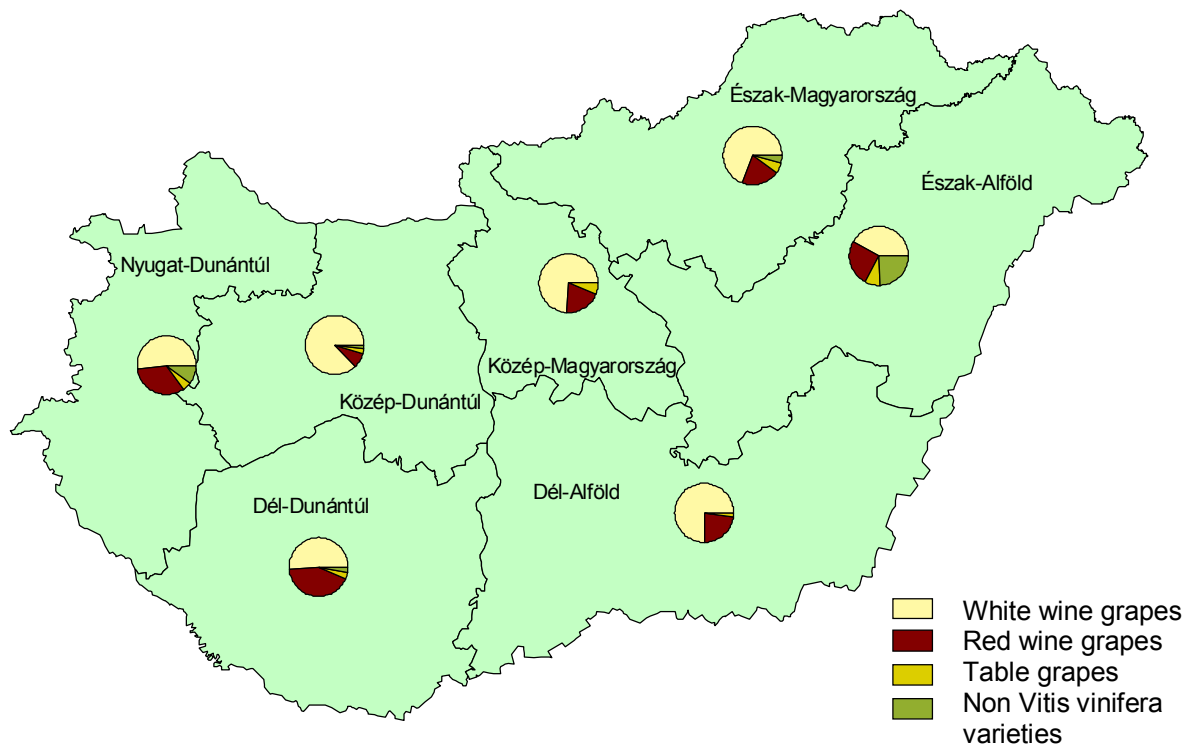 Észak-Magyarország
Észak-Alföld
Nyugat-Dunántúl
Közép-Magyarország
Közép-Dunántúl
Dél-Alföld
Dél-Dunántúl
White wine grapes
Red wine grapes
Table grapes
Non Vitis vinifera
varieties